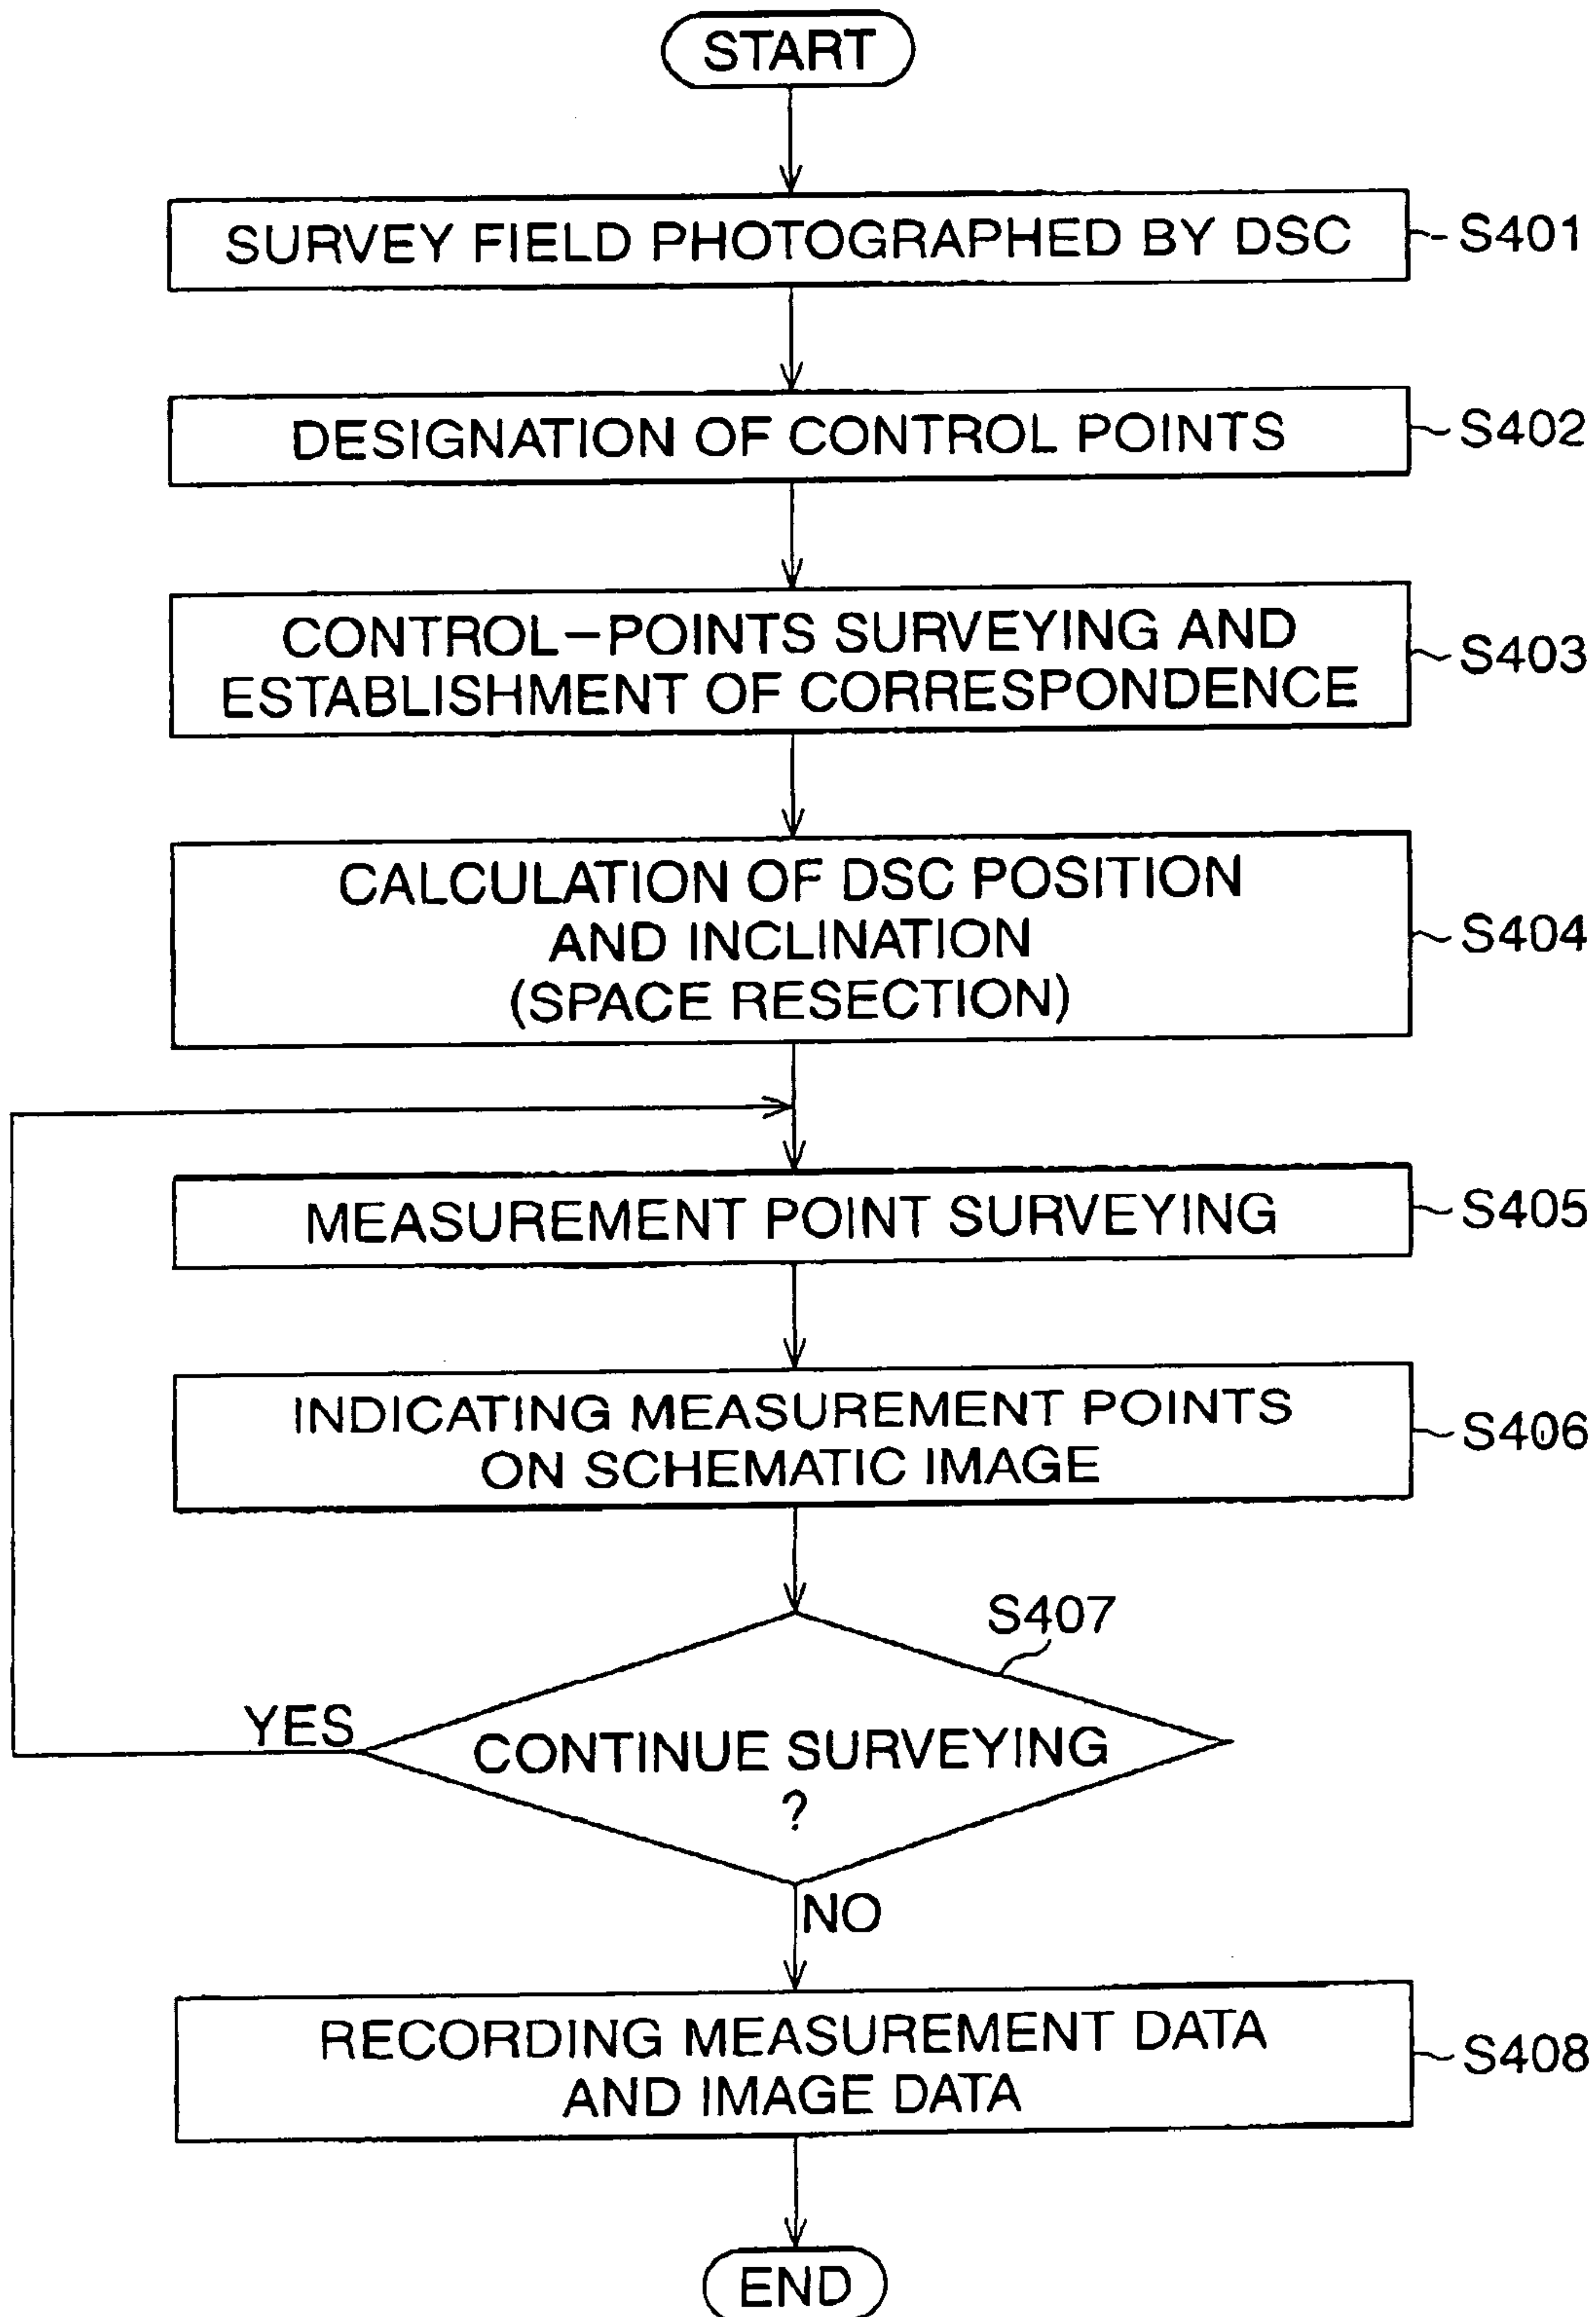 START
SURVEY FIELD PHOTOGRAPHED BY DSC
S401
DESIGNATION OF CONTROL POINTS
S402
CONTROL-POINTS SURVEYING AND
ESTABLISHMENT OF CORRESPONDENCE
S403
CALCULATION OF DSC POSITION
AND INCLINATION
(SPACE RESECTION)
S404
MEASUREMENT POINT SURVEYING
S405
INDICATING MEASUREMENT POINTS
ON SCHEMATIC IMAGE
S406
S407
YES
CONTINUE SURVEYING
?
NO
RECORDING MEASUREMENT DATA
AND IMAGE DATA
S408
END